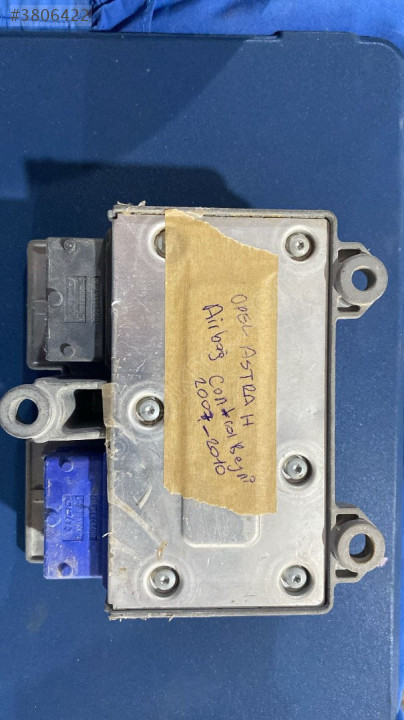 #3806422
OPEL ASTRA H
Airbag Control Beyni
2007-2010